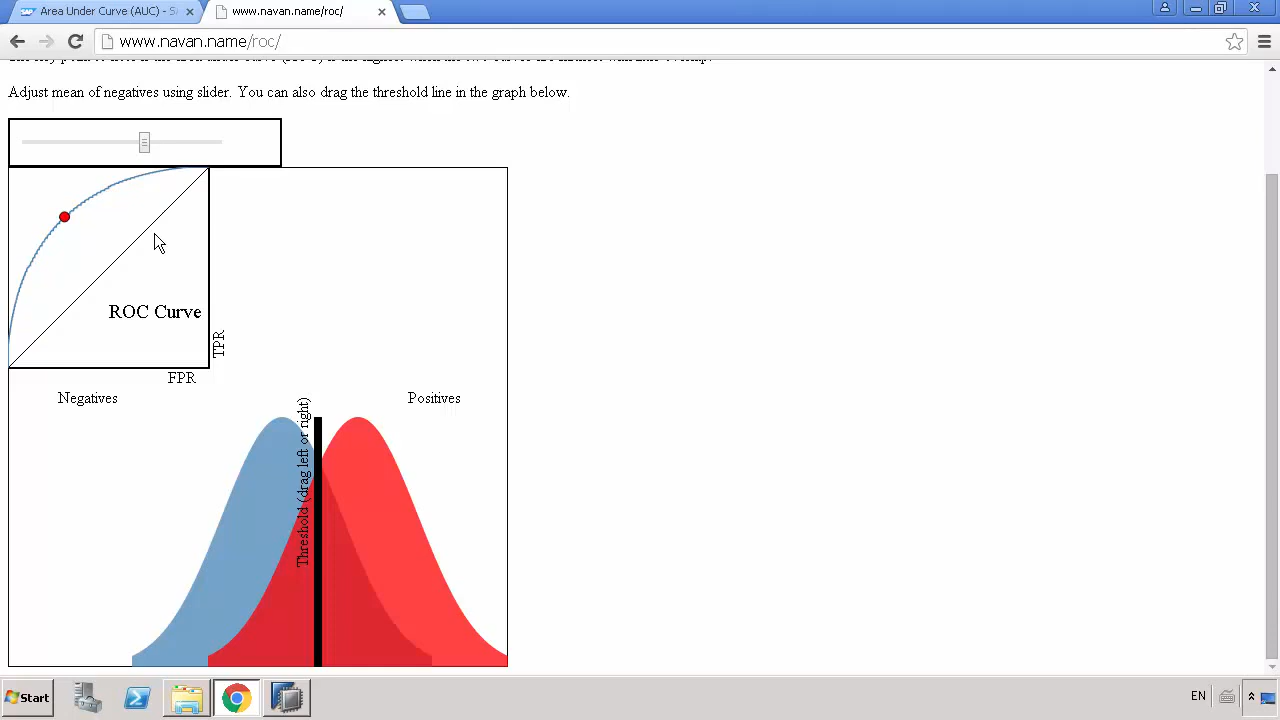 Area Under Curve (AUC) - S
www.navan.name/roc/
www.navan.name/roc/
Adjust mean of negatives using slider. You can also drag the threshold line in the graph below.
ROC Curve
TPR
FPR
Negatives
Positives
Threshold (drag left or right)
Start
EN